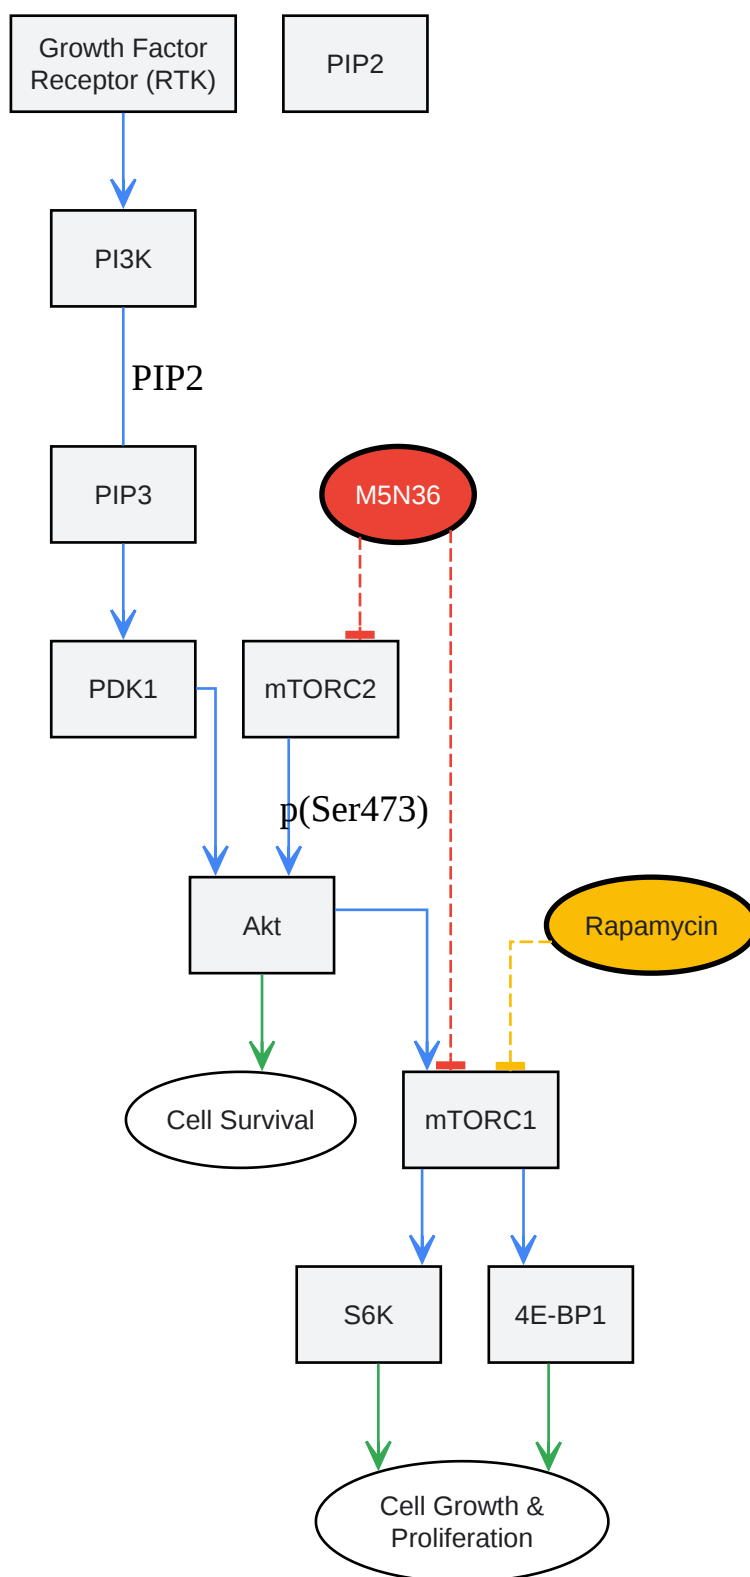 Growth Factor
Receptor (RTK)
PIP2
PI3K
PIP2
PIP3
M5N36
PDK1
mTORC2
p(Ser473)
Akt
Rapamycin
Cell Survival
mTORC1
S6K
4E-BP1
Cell Growth &
Proliferation